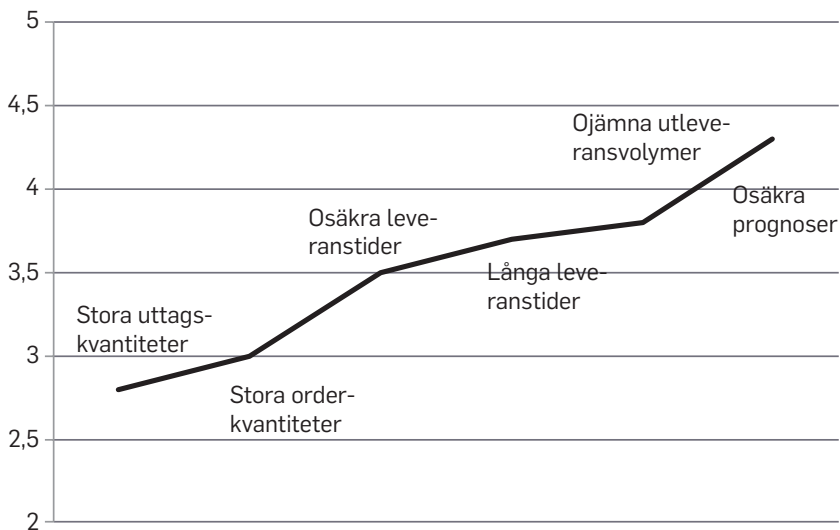 5
4,5
4
3,5
3
2,5
2
Stora uttags-
kvantiteter
Stora order-
kvantiteter
Osäkra leve-
ranstider
Långa leve-
ranstider
Ojämna utleve-
ransvolymer
Osäkra
prognoser